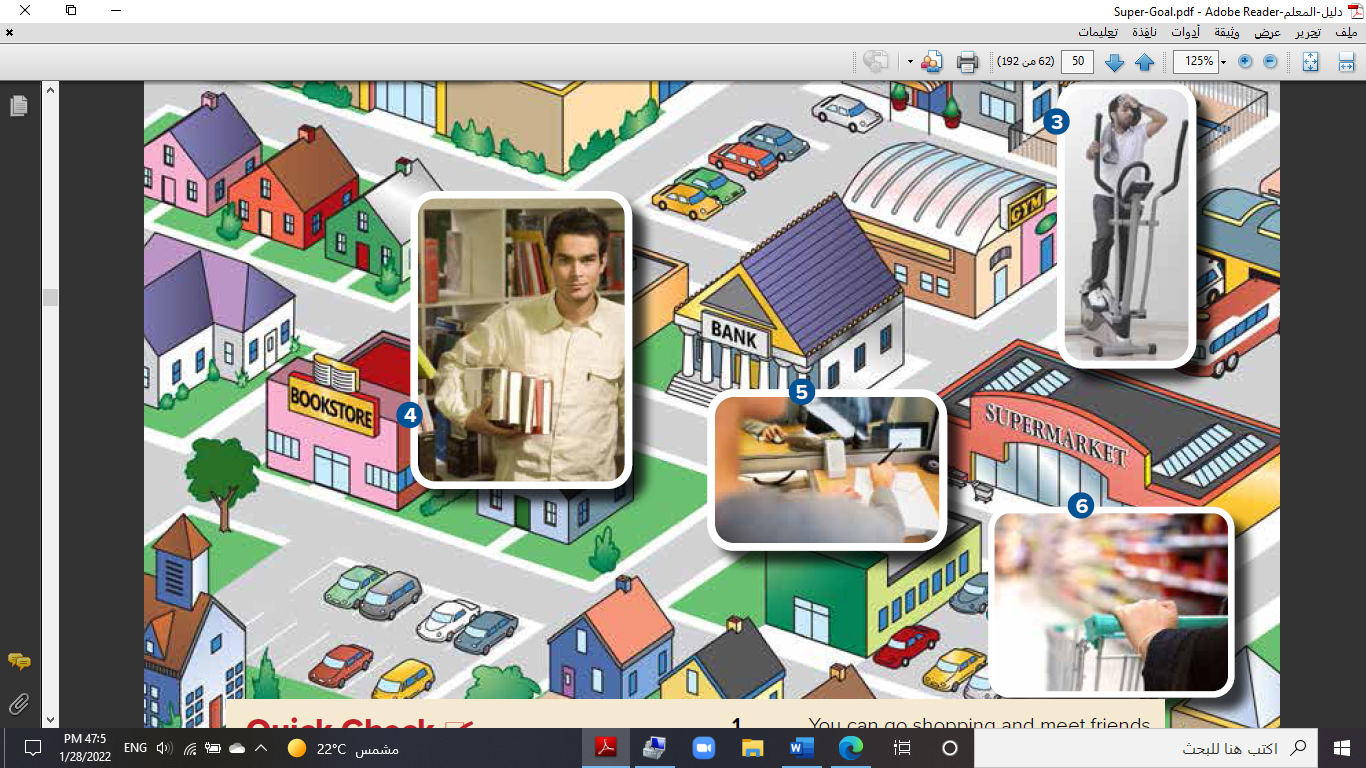 دليل-المعلم-Super-Goal.pdf - Adobe Reader
ملف تحرير عرض وثيقة أدوات نافذة تعليمات
50 (62 من 192) 125%
3
GYM
BANK
BOOKSTORE
4
5
SUPERMARKET
6
Quick Check
1 You can go shopping and meet friends
PM 47:5
1/28/2022
ENG
22°C مشمس
اكتب هنا للبحث